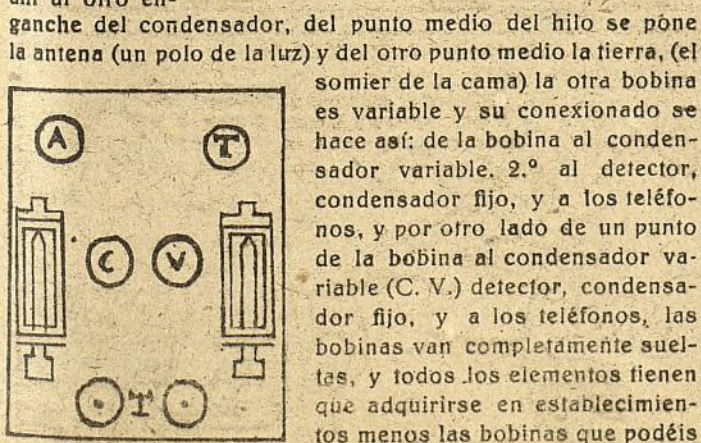 ganche del condensador, del punto medio del hilo se pone
la antena (un polo de la luz) y del otro punto medio la tierra, (el
somier de la cama) la otra bobina
es variable y su conexionado se
hace así: de la bobina al conden-
sador variable. 2.º al detector,
condensador fijo, y a los teléfo-
nos, y por otro lado de un punto
de la bobina al condensador va-
riable (C. V.) detector, condensa-
dor fijo, y a los teléfonos, las
bobinas van completamente suel-
tas, y todos los elementos tienen
que adquirirse en establecimien-
tos menos las bobinas que podéis
A T
C V
T